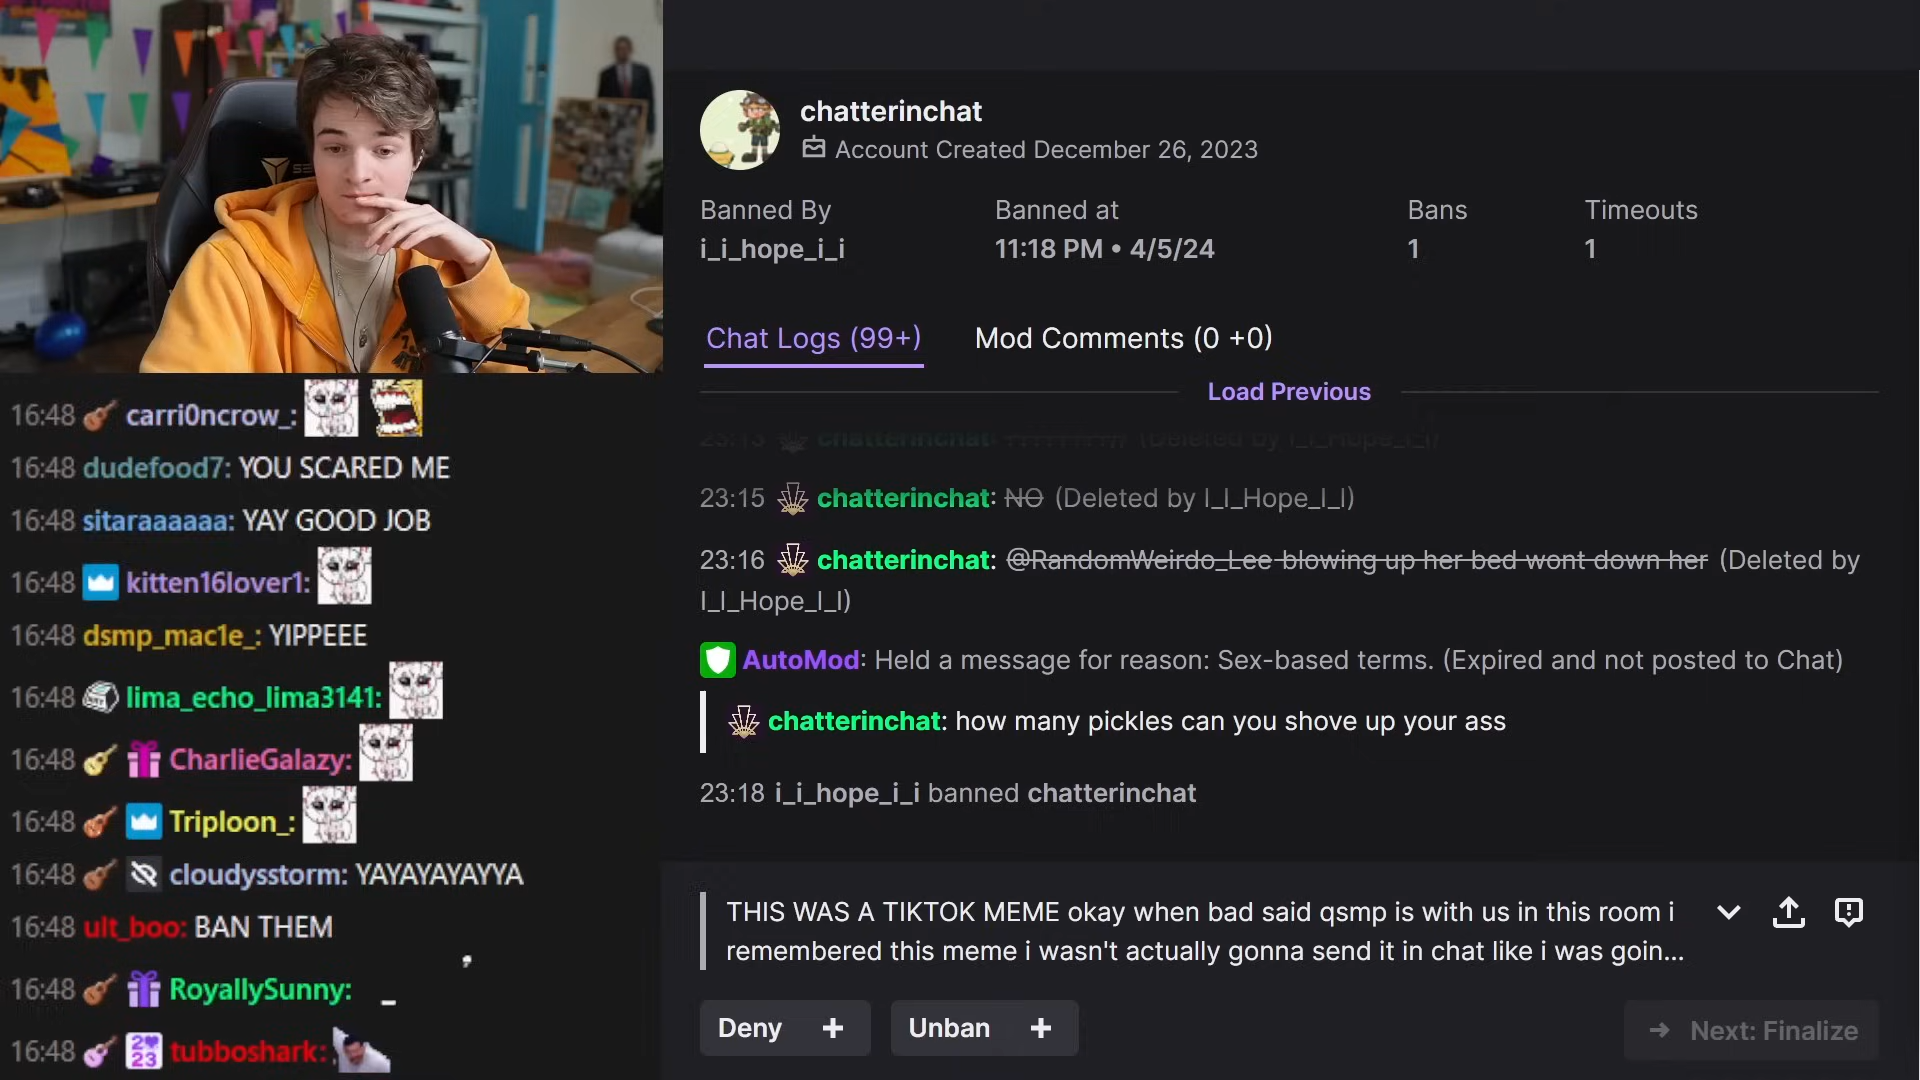 chatterinchat
Account Created December 26, 2023
Banned By
i_i_hope_i_i
Banned at
11:18 PM • 4/5/24
Bans
1
Timeouts
1
Chat Logs (99+)
Mod Comments (0 +0)
Load Previous
23:13 chatterinchat: (Deleted by I_I_Hope_I_I)
23:15 chatterinchat: NO (Deleted by I_I_Hope_I_I)
23:16 chatterinchat: @RandomWeirdo_Lee blowing up her bed wont down her (Deleted by
I_I_Hope_I_I)
AutoMod: Held a message for reason: Sex-based terms. (Expired and not posted to Chat)
chatterinchat: how many pickles can you shove up your ass
23:18 i_i_hope_i_i banned chatterinchat
THIS WAS A TIKTOK MEME okay when bad said qsmp is with us in this room i
remembered this meme i wasn't actually gonna send it in chat like i was goin...
Deny +
Unban +
→ Next: Finalize
16:48 carri0ncrow_:
16:48 dudefood7: YOU SCARED ME
16:48 sitaraaaaaa: YAY GOOD JOB
16:48 kitten16lover1:
16:48 dsmp_mac1e_: YIPPEEE
16:48 lima_echo_lima3141:
16:48 CharlieGalazy:
16:48 Triploon_:
16:48 cloudysstorm: YAYAYAYAYYA
16:48 ult_boo: BAN THEM
16:48 RoyallySunny:
16:48 2023 tubboshark: